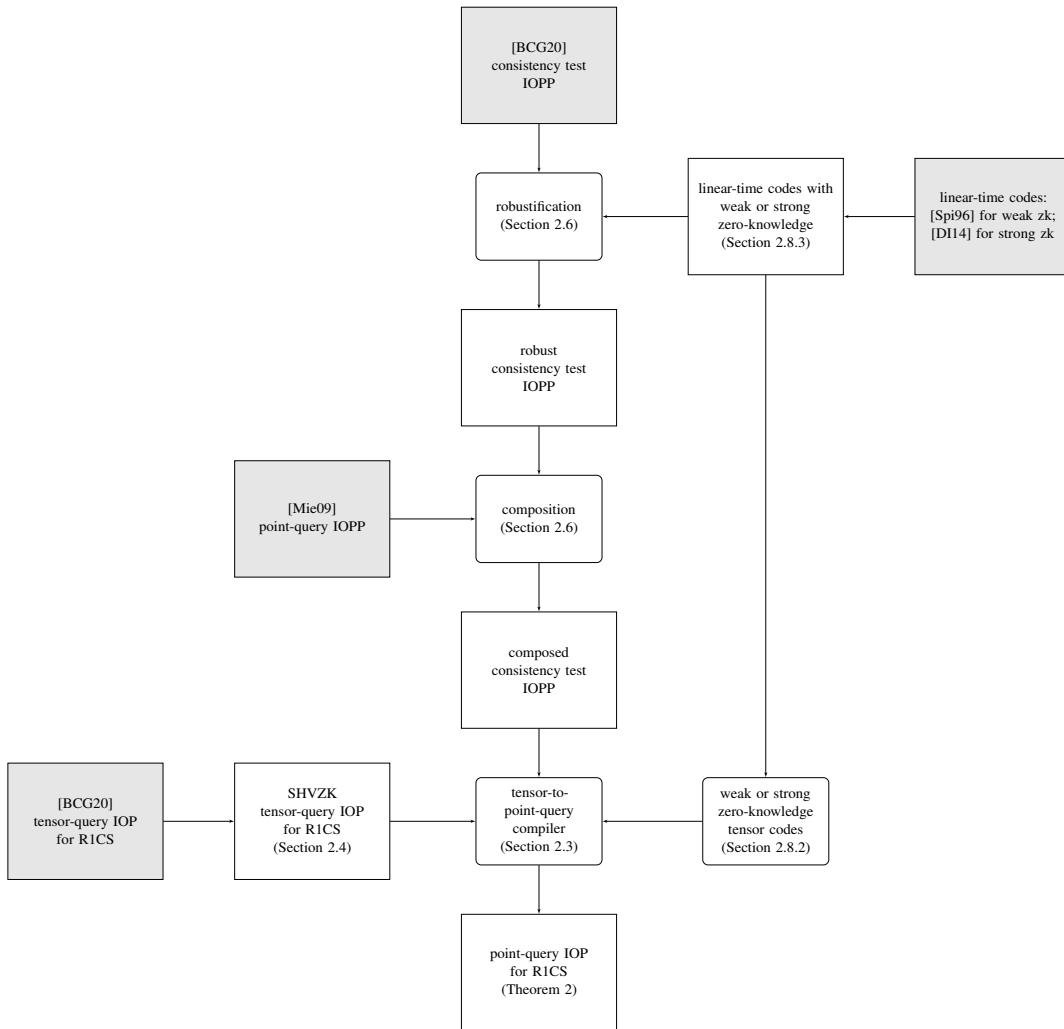 [BCG20]
consistency test
IOPP
robustification
(Section 2.6)
linear-time codes with
weak or strong
zero-knowledge
(Section 2.8.3)
linear-time codes:
[Spi96] for weak zk;
[DI14] for strong zk
robust
consistency test
IOPP
[Mie09]
point-query IOPP
composition
(Section 2.6)
composed
consistency test
IOPP
[BCG20]
tensor-query IOP
for R1CS
SHVZK
tensor-query IOP
for R1CS
(Section 2.4)
tensor-to-
point-query
compiler
(Section 2.3)
weak or strong
zero-knowledge
tensor codes
(Section 2.8.2)
point-query IOP
for R1CS
(Theorem 2)